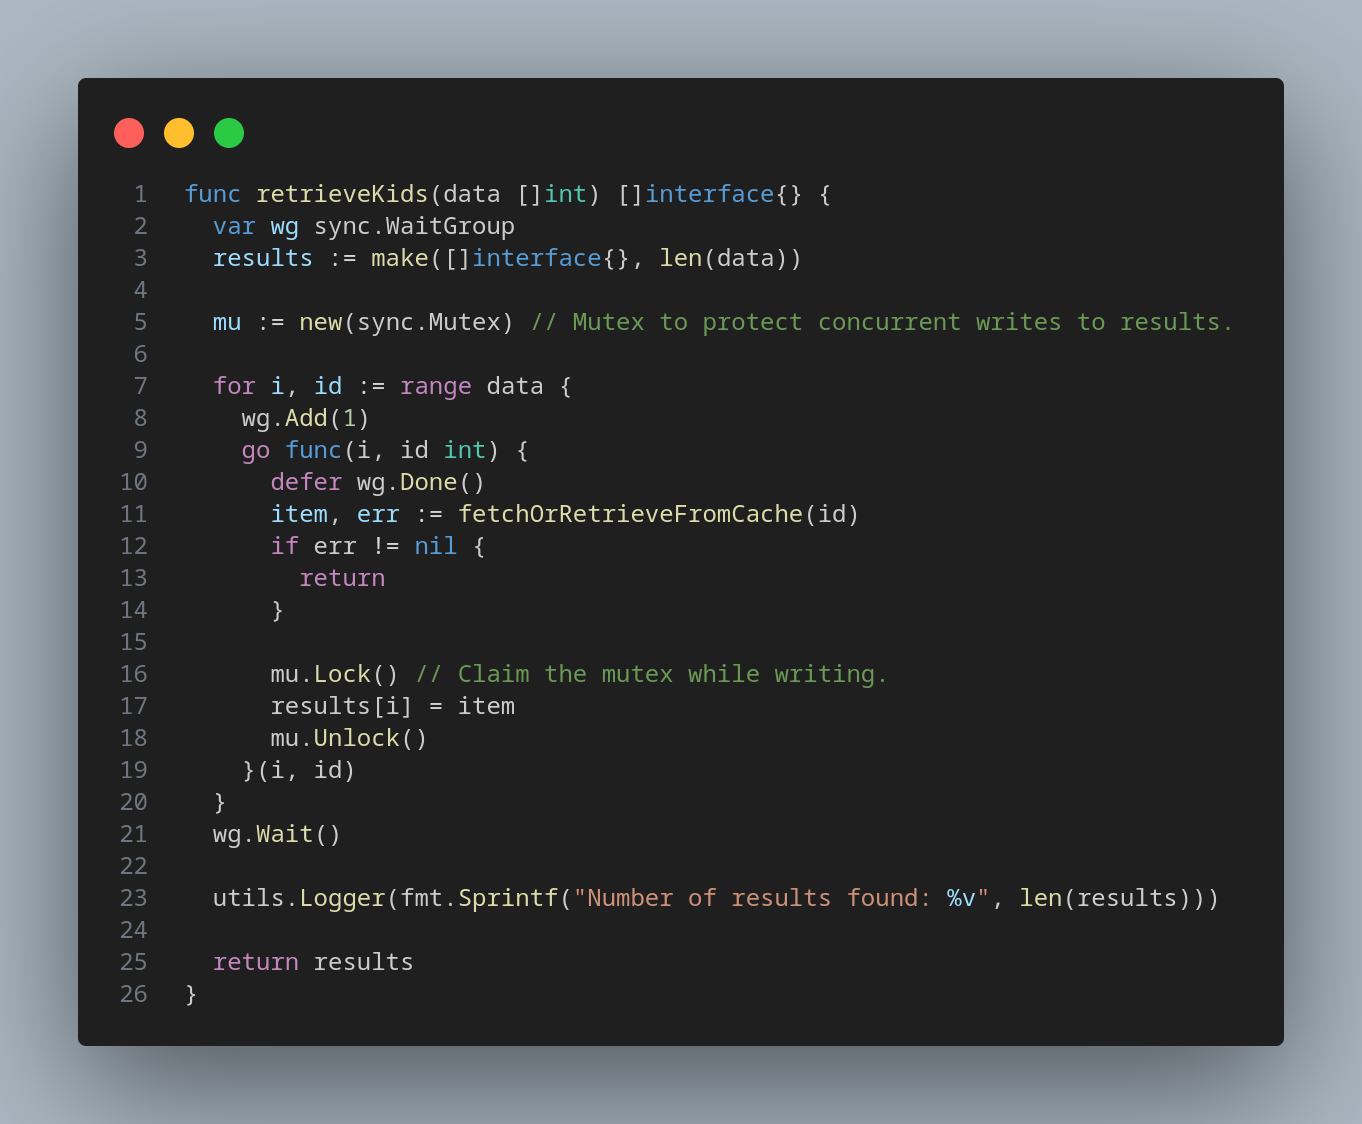 1 func retrieveKids(data []int) []interface{} {
2   var wg sync.WaitGroup
3   results := make([]interface{}, len(data))
4
5   mu := new(sync.Mutex) // Mutex to protect concurrent writes to results.
6
7   for i, id := range data {
8     wg.Add(1)
9     go func(i, id int) {
10       defer wg.Done()
11       item, err := fetchOrRetrieveFromCache(id)
12       if err != nil {
13         return
14       }
15
16       mu.Lock() // Claim the mutex while writing.
17       results[i] = item
18       mu.Unlock()
19     }(i, id)
20   }
21   wg.Wait()
22
23   utils.Logger(fmt.Sprintf("Number of results found: %v", len(results)))
24
25   return results
26 }